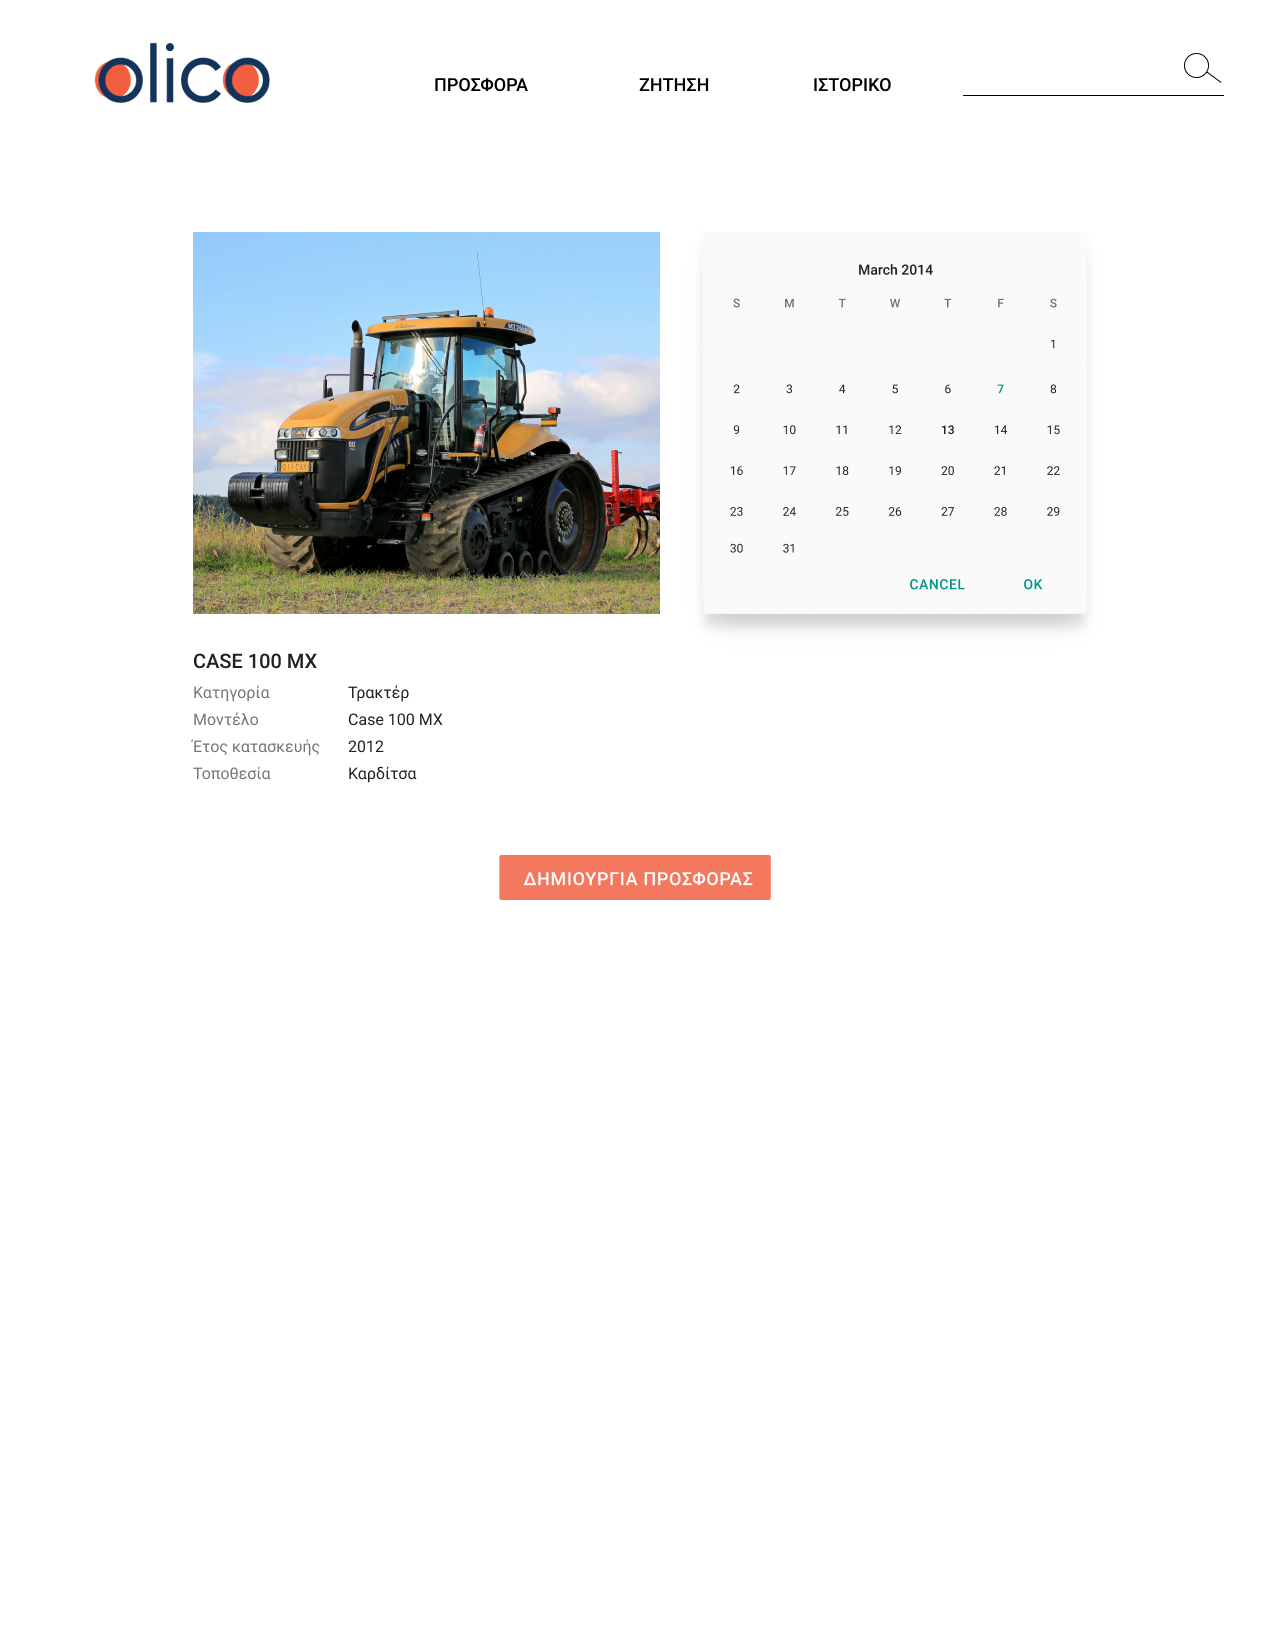 olico
ΠΡΟΣΦΟΡΑ ΖΗΤΗΣΗ ΙΣΤΟΡΙΚΟ
March 2014
S M T W T F S
1
2 3 4 5 6 7 8
9 10 11 12 13 14 15
16 17 18 19 20 21 22
23 24 25 26 27 28 29
30 31
CANCEL OK
CASE 100 MX
Κατηγορία Τρακτέρ
Μοντέλο Case 100 MX
Έτος κατασκευής 2012
Τοποθεσία Καρδίτσα
ΔΗΜΙΟΥΡΓΙΑ ΠΡΟΣΦΟΡΑΣ